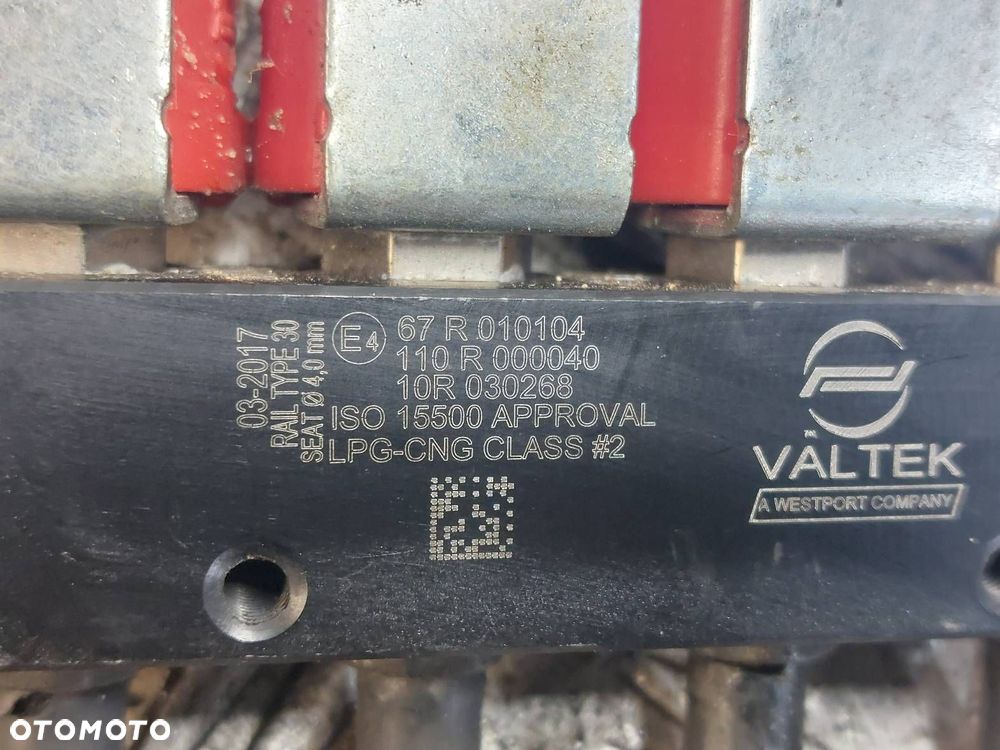 03-2017
RAIL TYPE 30
SEAT Ø 4,0 mm
E4
67 R 010104
110 R 000040
10R 030268
ISO 15500 APPROVAL
LPG-CNG CLASS #2
™
VALTEK
A WESTPORT COMPANY
OTOMOTO